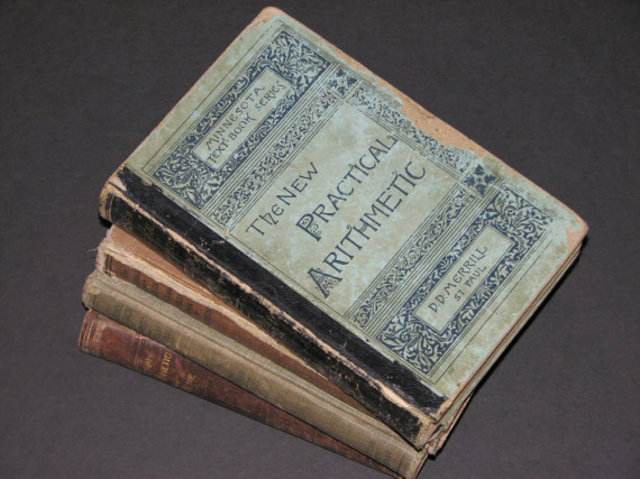 MINNESOTA
TEXT-BOOK SERIES
THE NEW
PRACTICAL
ARITHMETIC
D.D. MERRILL
ST PAUL